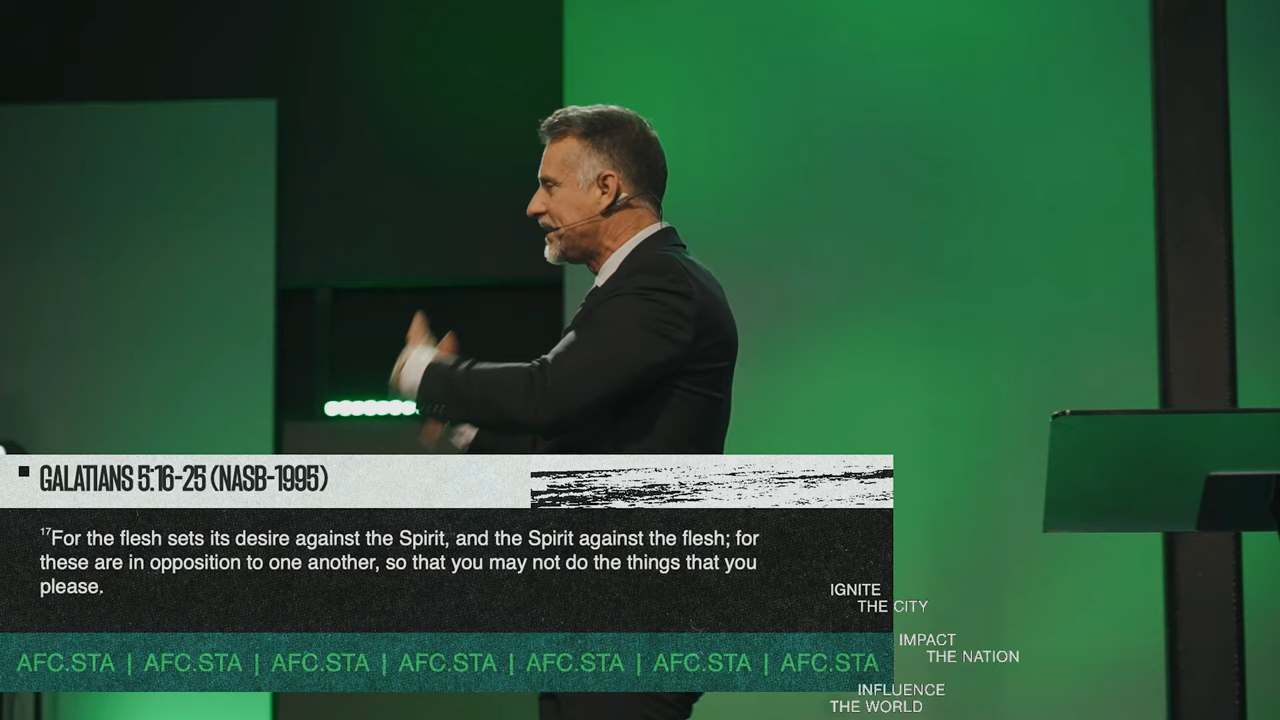 GALATIANS 5:16-25 (NASB-1995)
17For the flesh sets its desire against the Spirit, and the Spirit against the flesh; for
these are in opposition to one another, so that you may not do the things that you
please.
IGNITE
THE CITY
IMPACT
THE NATION
INFLUENCE
THE WORLD
AFC.STA | AFC.STA | AFC.STA | AFC.STA | AFC.STA | AFC.STA | AFC.STA